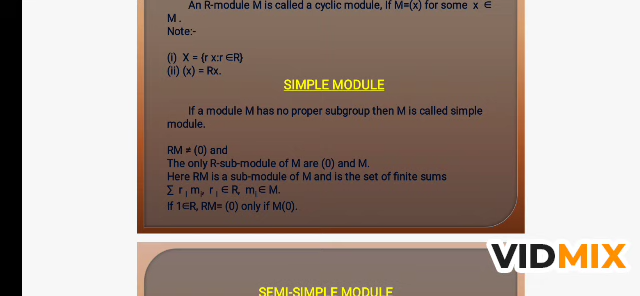 An R-module M is called a cyclic module, If M=(x) for some x ∈
M .
Note:-
(i) X = {r x:r ∈R}
(ii) (x) = Rx.
SIMPLE MODULE
If a module M has no proper subgroup then M is called simple
module.
RM ≠ (0) and
The only R-sub-module of M are (0) and M.
Here RM is a sub-module of M and is the set of finite sums
∑ r i m i, r i ∈ R, m i ∈ M.
If 1∈R, RM= (0) only if M(0).
SEMI-SIMPLE MODULE
VIDMIX